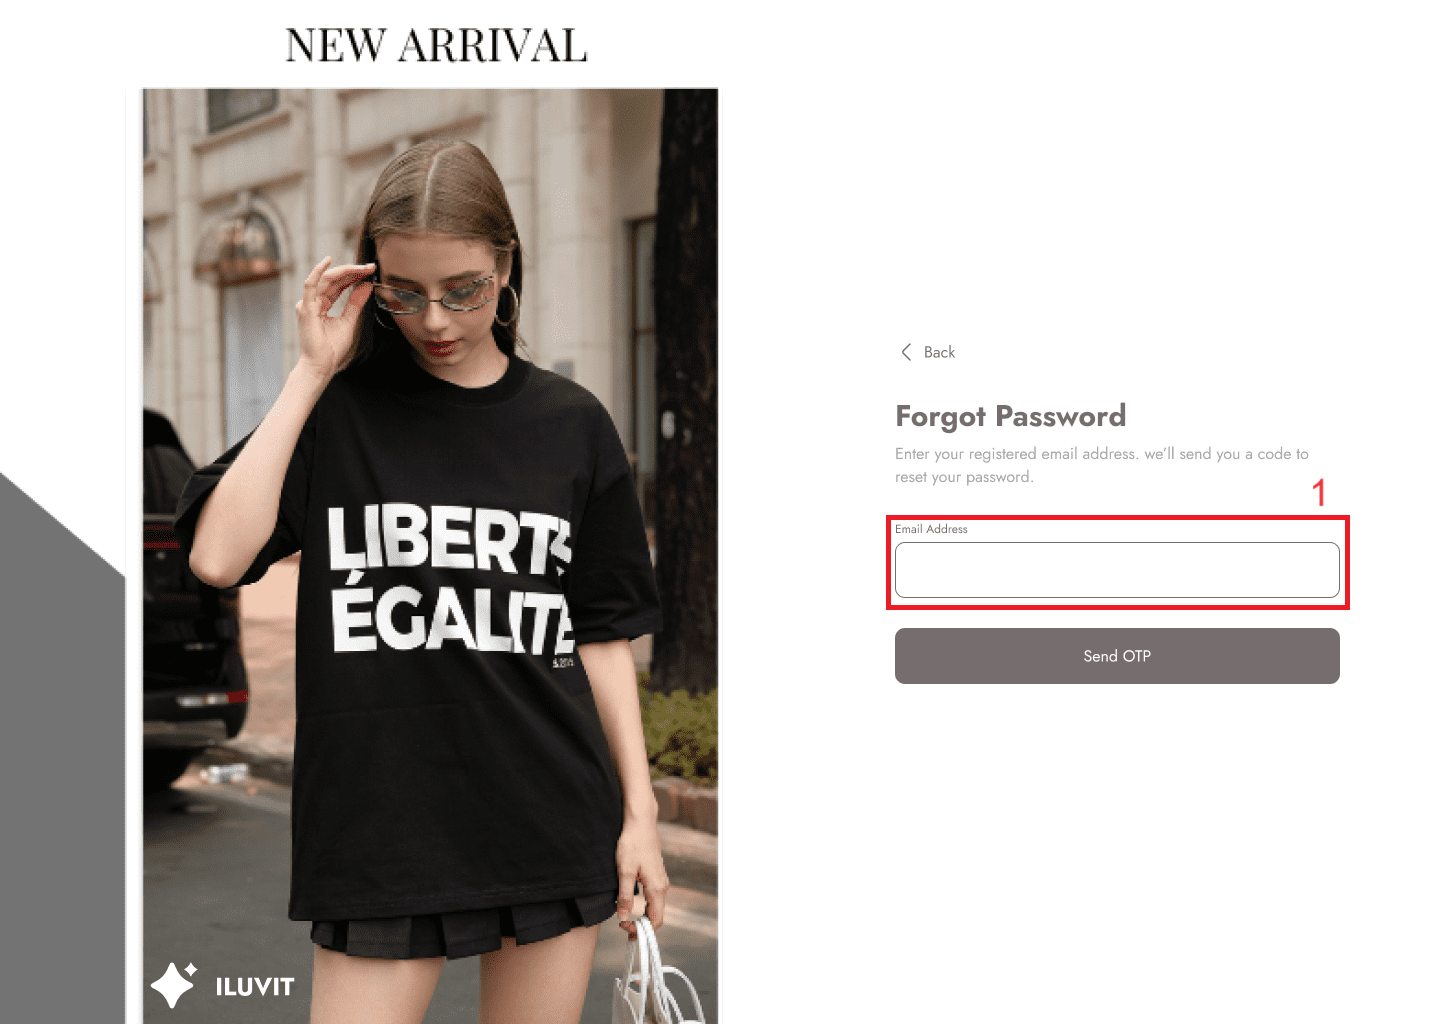 NEW ARRIVAL
LIBERTÉ
ÉGALITÉ
ILUVIT
Back
Forgot Password
Enter your registered email address. we’ll send you a code to
reset your password.
1
Email Address
Send OTP